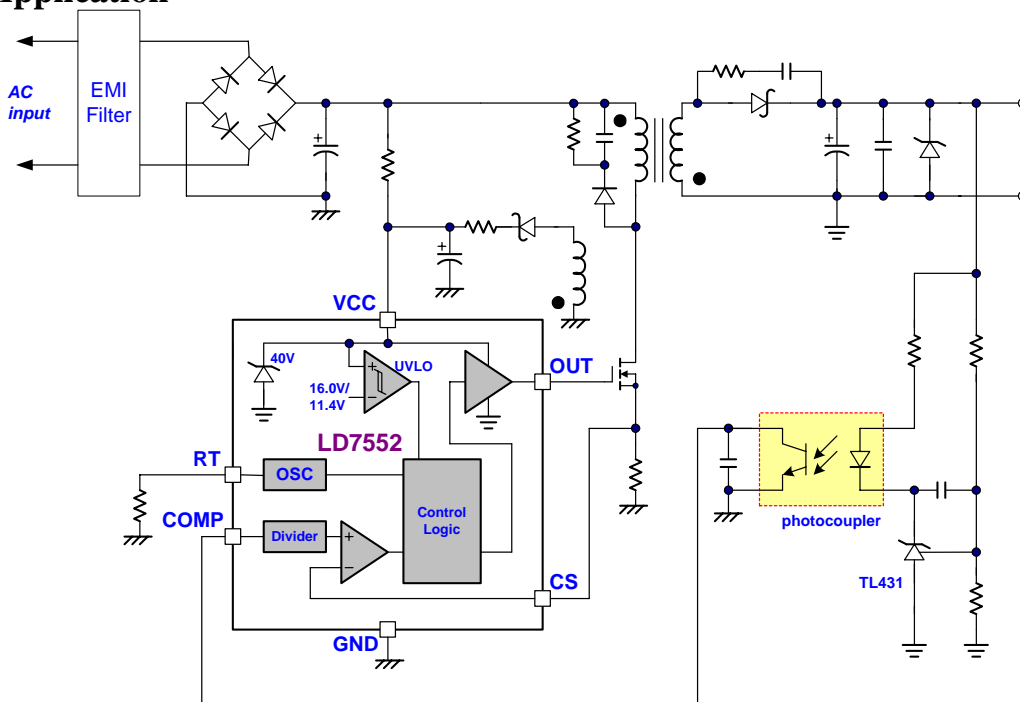 Application
AC
input
EMI
Filter
VCC
40V
UVLO
16.0V/
11.4V
OUT
LD7552
RT
OSC
COMP
Divider
Control
Logic
CS
GND
photocoupler
TL431